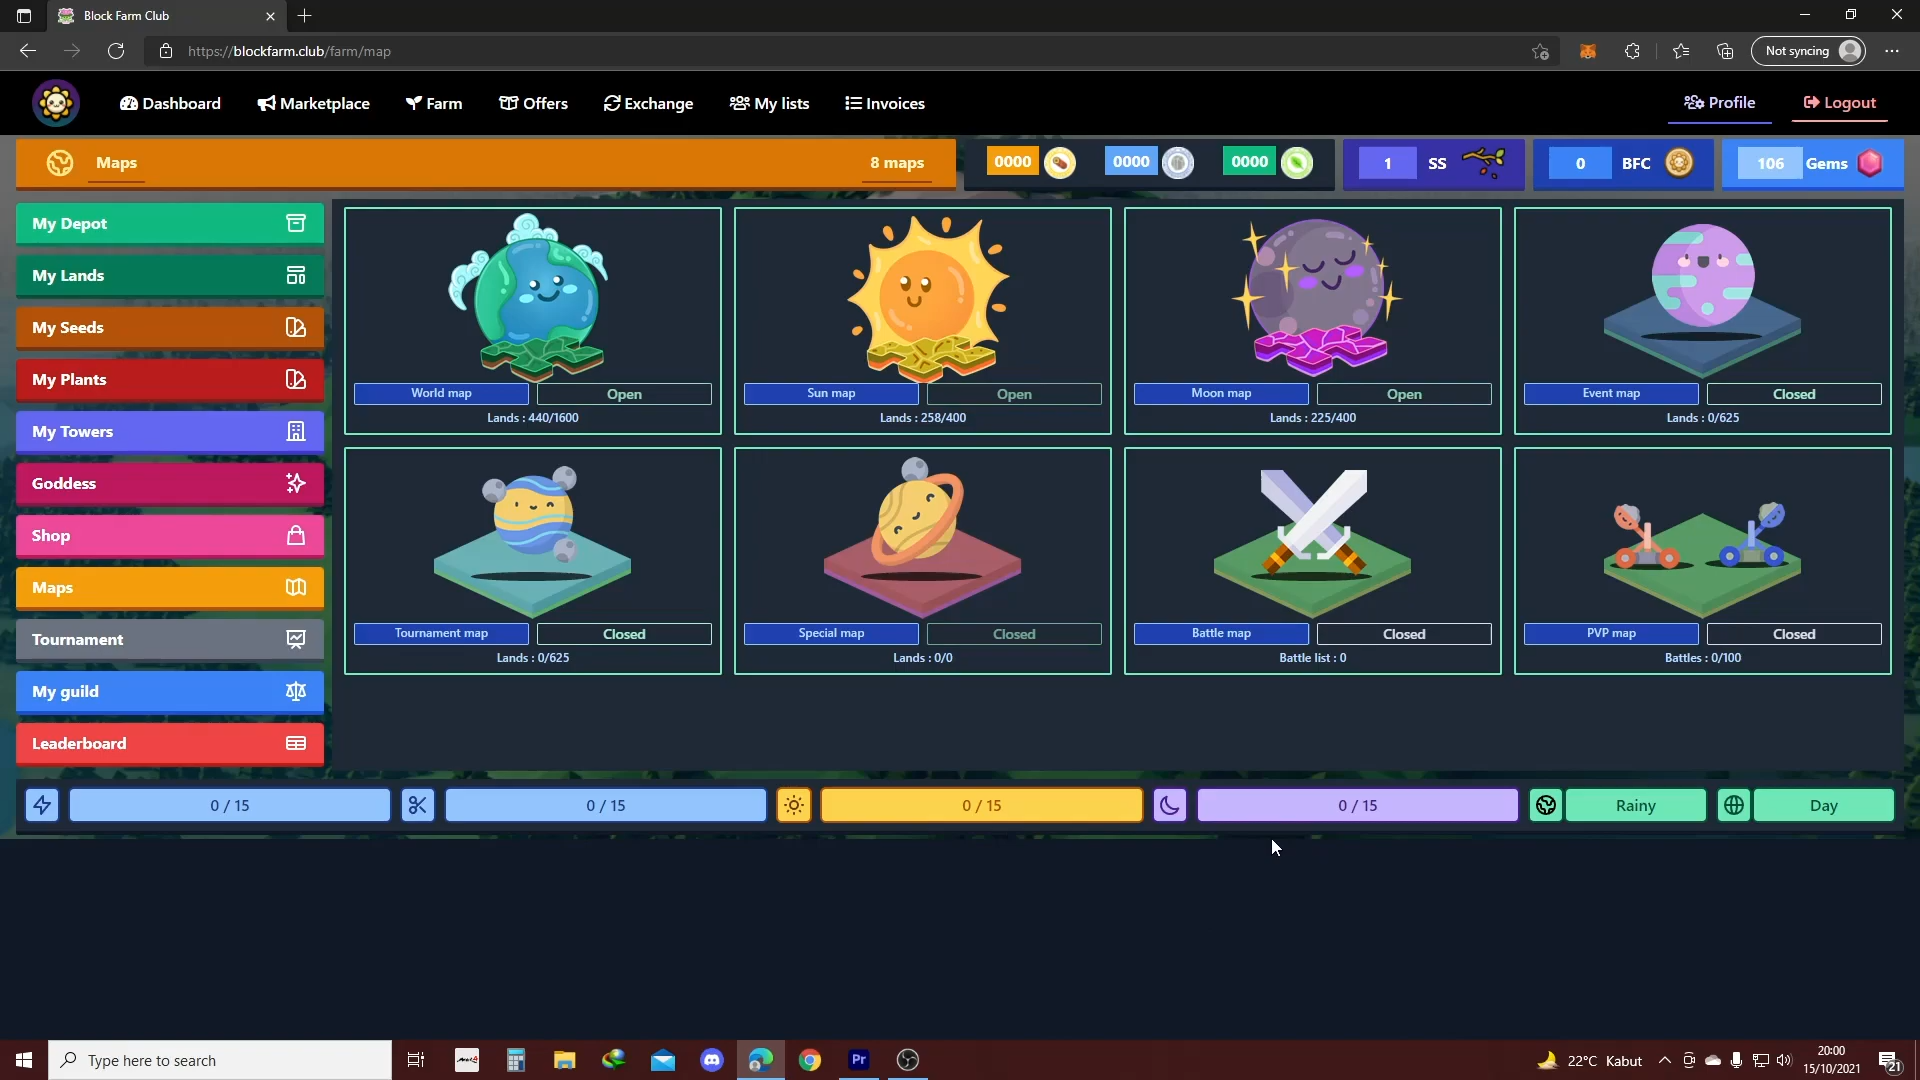 Block Farm Club
https://blockfarm.club/farm/map
Not syncing
Dashboard
Marketplace
Farm
Offers
Exchange
My lists
Invoices
Profile
Logout
Maps
8 maps
0000
0000
0000
1 SS
0 BFC
106 Gems
My Depot
My Lands
My Seeds
My Plants
My Towers
Goddess
Shop
Maps
Tournament
My guild
Leaderboard
World map Open
Lands : 440/1600
Sun map Open
Lands : 258/400
Moon map Open
Lands : 225/400
Event map Closed
Lands : 0/625
Tournament map Closed
Lands : 0/625
Special map Closed
Lands : 0/0
Battle map Closed
Battle list : 0
PVP map Closed
Battles : 0/100
0 / 15
0 / 15
0 / 15
0 / 15
Rainy
Day
Type here to search
Pr
22°C Kabut
20:00
15/10/2021
21